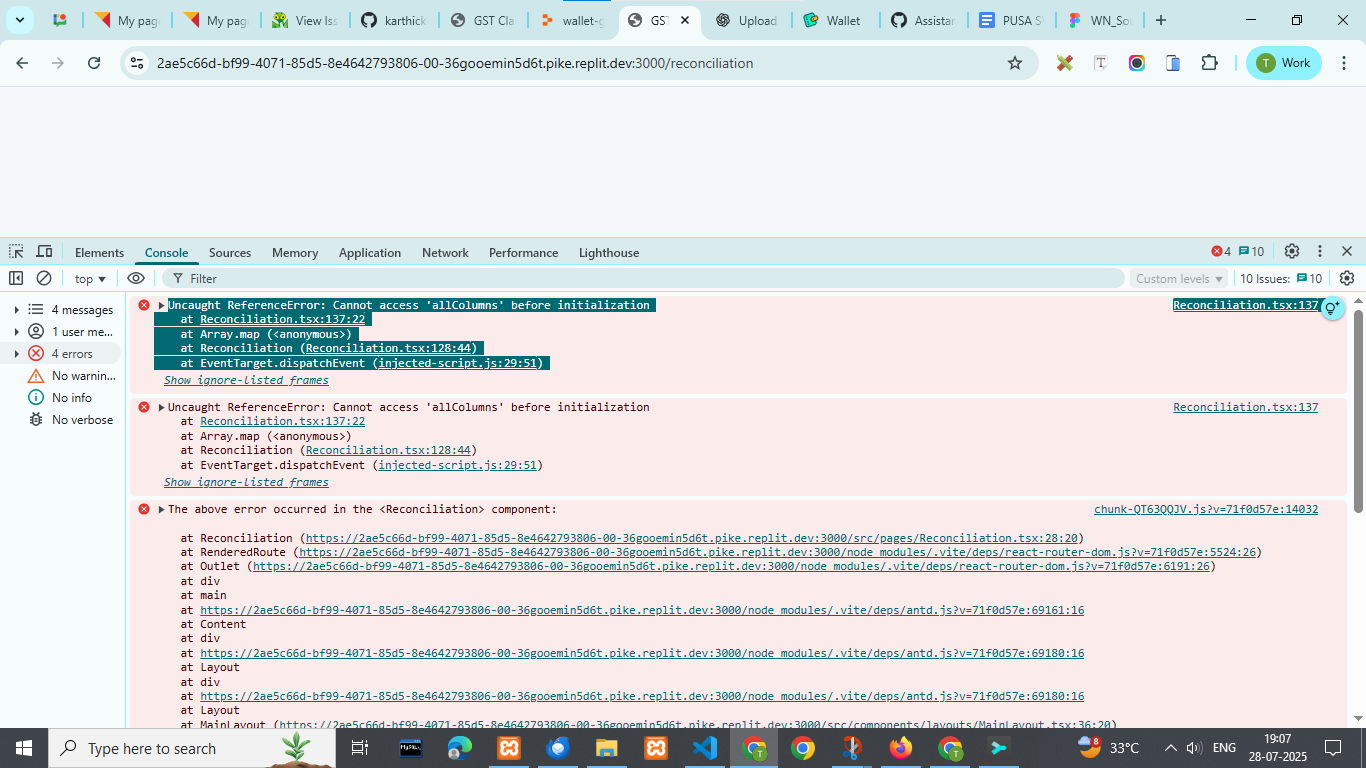 My pag
My pag
View Iss
karthick
GST Cla
wallet-g
GST
Upload
Wallet
Assistan
PUSA S
WN_So
2ae5c66d-bf99-4071-85d5-8e4642793806-00-36gooemin5d6t.pike.replit.dev:3000/reconciliation
T Work
Elements Console Sources Memory Application Network Performance Lighthouse 4 10
top Filter Custom levels 10 Issues: 10
4 messages
1 user me...
4 errors
No warnin...
No info
No verbose
Uncaught ReferenceError: Cannot access 'allColumns' before initialization Reconciliation.tsx:137
at Reconciliation.tsx:137:22
at Array.map (<anonymous>)
at Reconciliation (Reconciliation.tsx:128:44)
at EventTarget.dispatchEvent (injected-script.js:29:51)
Show ignore-listed frames
Uncaught ReferenceError: Cannot access 'allColumns' before initialization Reconciliation.tsx:137
at Reconciliation.tsx:137:22
at Array.map (<anonymous>)
at Reconciliation (Reconciliation.tsx:128:44)
at EventTarget.dispatchEvent (injected-script.js:29:51)
Show ignore-listed frames
The above error occurred in the <Reconciliation> component: chunk-QT63QQJV.js?v=71f0d57e:14032
at Reconciliation (https://2ae5c66d-bf99-4071-85d5-8e4642793806-00-36gooemin5d6t.pike.replit.dev:3000/src/pages/Reconciliation.tsx:28:20)
at RenderedRoute (https://2ae5c66d-bf99-4071-85d5-8e4642793806-00-36gooemin5d6t.pike.replit.dev:3000/node_modules/.vite/deps/react-router-dom.js?v=71f0d57e:5524:26)
at Outlet (https://2ae5c66d-bf99-4071-85d5-8e4642793806-00-36gooemin5d6t.pike.replit.dev:3000/node_modules/.vite/deps/react-router-dom.js?v=71f0d57e:6191:26)
at div
at main
at https://2ae5c66d-bf99-4071-85d5-8e4642793806-00-36gooemin5d6t.pike.replit.dev:3000/node_modules/.vite/deps/antd.js?v=71f0d57e:69161:16
at Content
at div
at https://2ae5c66d-bf99-4071-85d5-8e4642793806-00-36gooemin5d6t.pike.replit.dev:3000/node_modules/.vite/deps/antd.js?v=71f0d57e:69180:16
at Layout
at div
at https://2ae5c66d-bf99-4071-85d5-8e4642793806-00-36gooemin5d6t.pike.replit.dev:3000/node_modules/.vite/deps/antd.js?v=71f0d57e:69180:16
at Layout
at MainLayout (https://2ae5c66d-bf99-4071-85d5-8e4642793806-00-36gooemin5d6t.pike.replit.dev:3000/src/components/layouts/MainLayout.tsx:36:20)
Type here to search
MySQL
8
33°C
ENG
19:07
28-07-2025